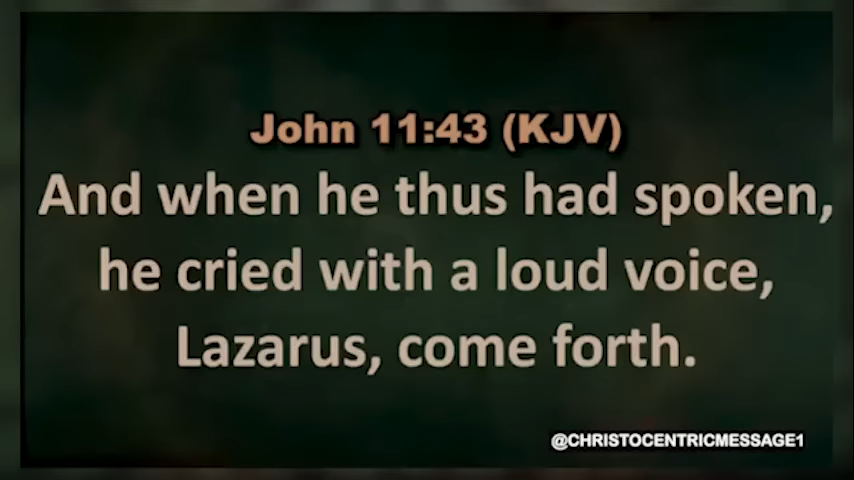 John 11:43 (KJV)
And when he thus had spoken,
he cried with a loud voice,
Lazarus, come forth.
@CHRISTOCENTRICMESSAGE1